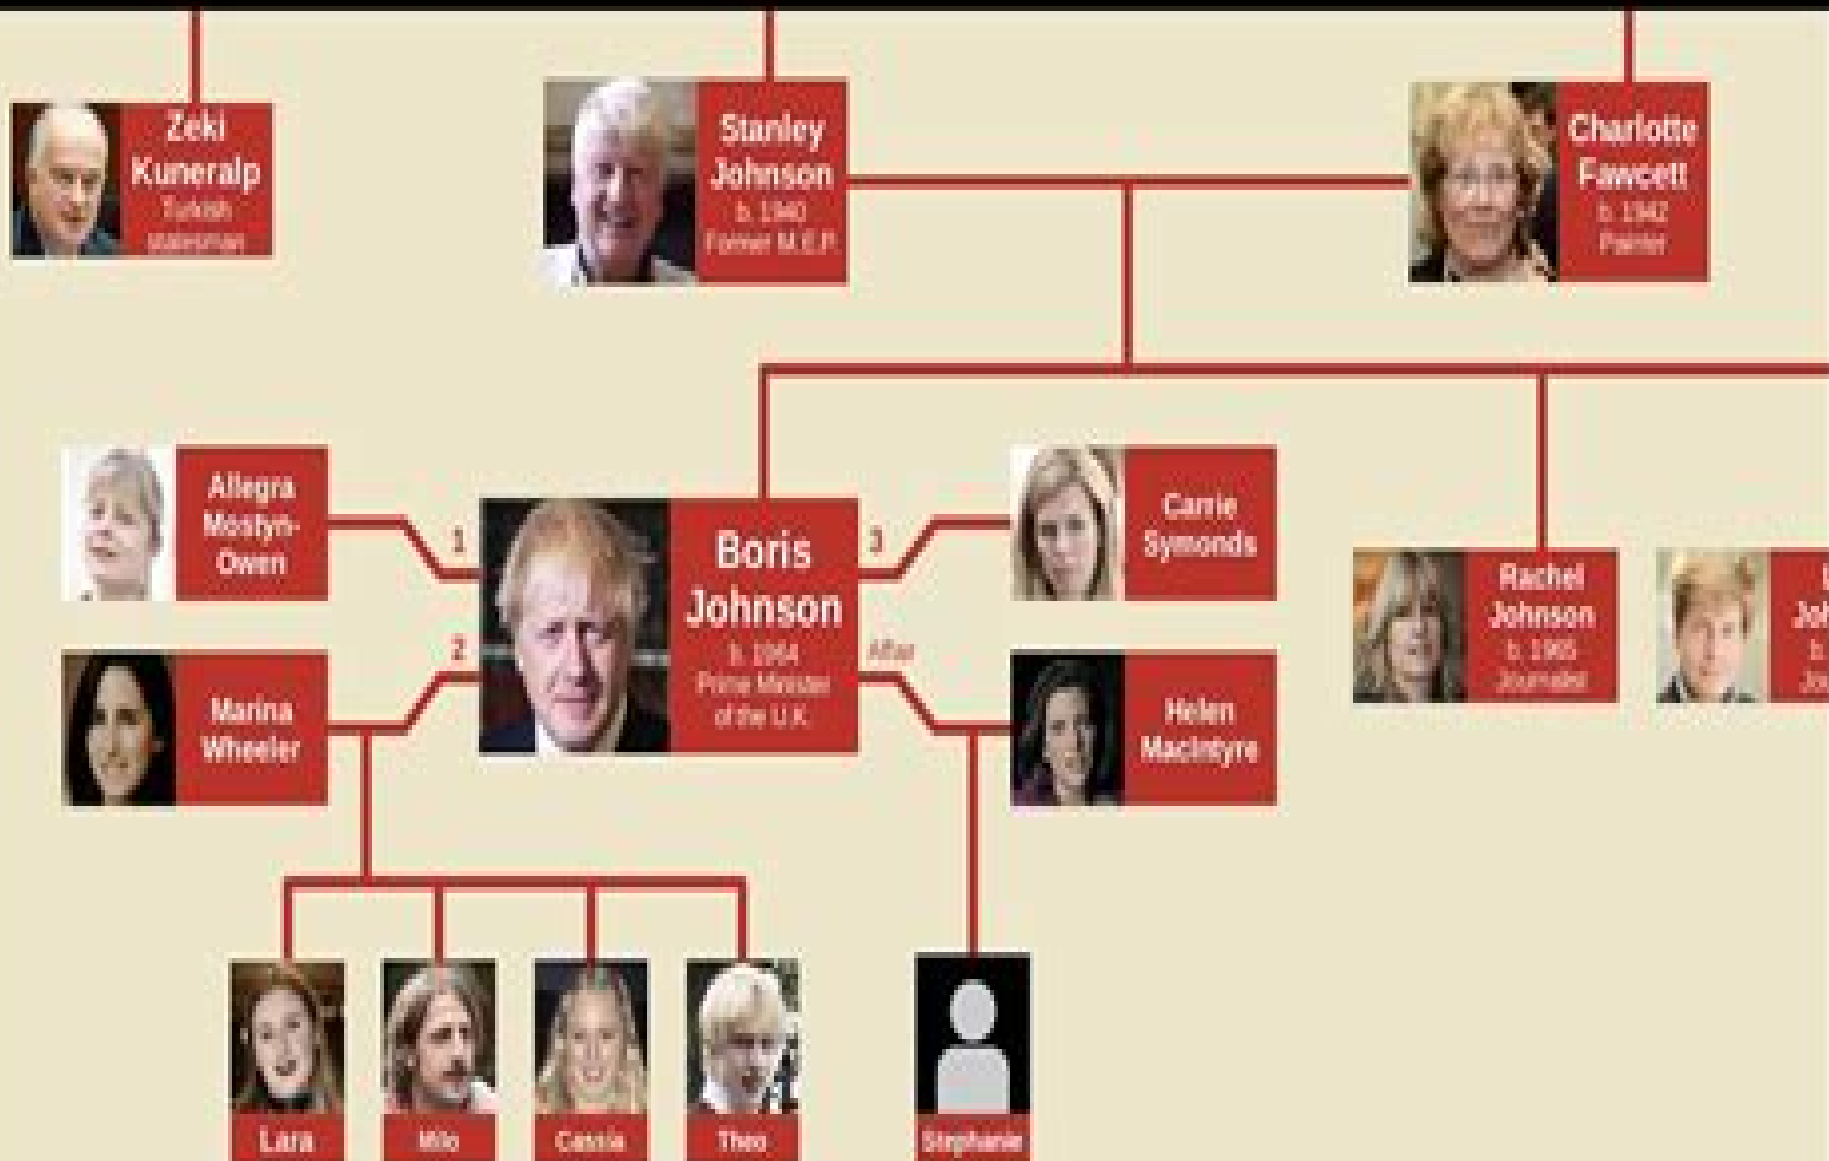 Zeki
Kuneralp
Turkish
statesman
Stanley
Johnson
b. 1940
Former M.E.P.
Charlotte
Fawcett
b. 1942
Painter
Allegra
Mostyn-
Owen
1
Boris
Johnson
b. 1964
Prime Minister
of the U.K.
3
Carrie
Symonds
Rachel
Johnson
b. 1965
Journalist
Marina
Wheeler
2
Affair
Helen
MacIntyre
Lara
Milo
Cassia
Theo
Stephanie